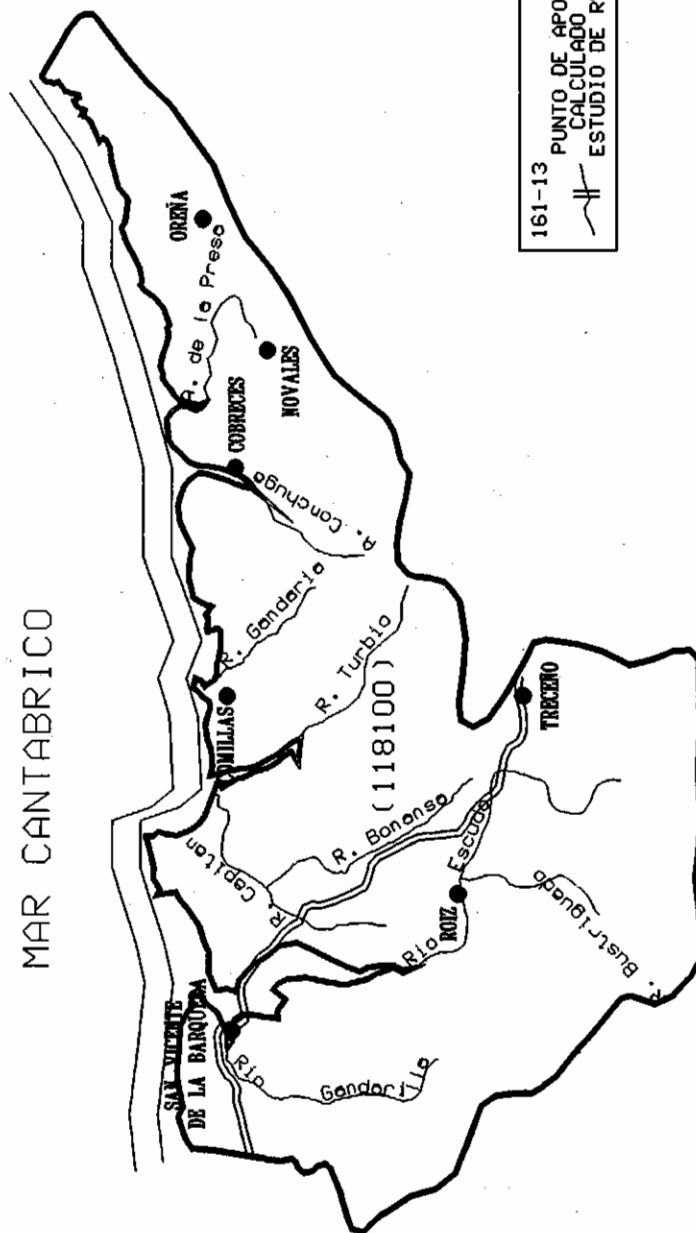 MAR CANTABRICO
SAN VICENTE
DE LA BARQUERA
Rio
Gandarilla
R. Capitan
R. Bananso
COMILLAS
R. Gandaria
R. Turbio
(118100)
Rio
Escudo
ROIZ
R. Bustriguado
TRECEÑO
A. Conchuga
COBRECES
NOVALES
A. de la Presa
OREÑA
161-13
PUNTO DE APO
CALCULADO
ESTUDIO DE R